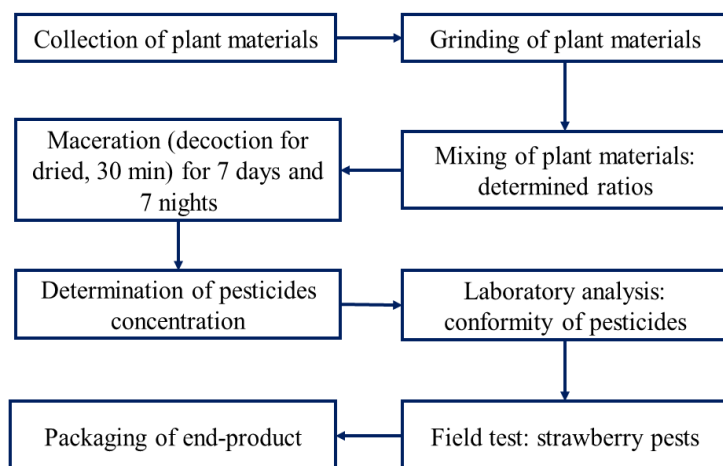 Collection of plant materials
Grinding of plant materials
Mixing of plant materials:
determined ratios
Maceration (decoction for
dried, 30 min) for 7 days and
7 nights
Determination of pesticides
concentration
Laboratory analysis:
conformity of pesticides
Field test: strawberry pests
Packaging of end-product